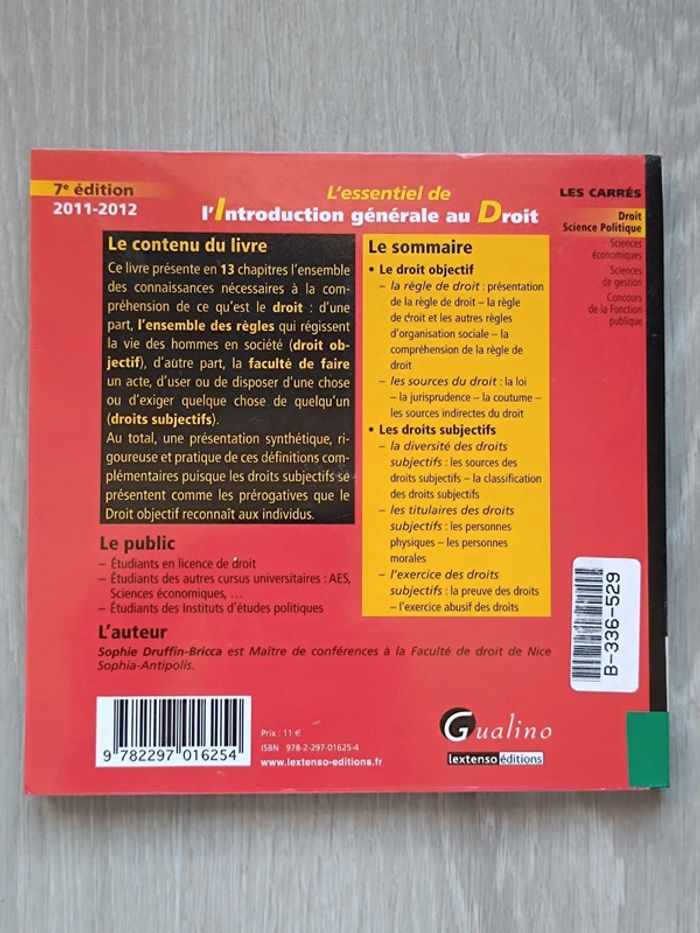 7e édition
2011-2012
L'essentiel de
l'Introduction générale au Droit
LES CARRÉS
Droit
Science Politique
Sciences
économiques
Sciences
de gestion
Concours
de la Fonction
publique
Le contenu du livre
Ce livre présente en 13 chapitres l'ensemble
des connaissances nécessaires à la com-
préhension de ce qu'est le droit : d'une
part, l'ensemble des règles qui régissent
la vie des hommes en société (droit ob-
jectif), d'autre part, la faculté de faire
un acte, d'user ou de disposer d'une chose
ou d'exiger quelque chose de quelqu'un
(droits subjectifs).
Au total, une présentation synthétique, ri-
goureuse et pratique de ces définitions com-
plémentaires puisque les droits subjectifs se
présentent comme les prérogatives que le
Droit objectif reconnaît aux individus.
Le sommaire
• Le droit objectif
– la règle de droit : présentation
de la règle de droit – la règle
de droit et les autres règles
d'organisation sociale – la
compréhension de la règle de
droit
– les sources du droit : la loi
– la jurisprudence – la coutume –
les sources indirectes du droit
• Les droits subjectifs
– la diversité des droits
subjectifs : les sources des
droits subjectifs – la classification
des droits subjectifs
– les titulaires des droits
subjectifs : les personnes
physiques – les personnes
morales
– l'exercice des droits
subjectifs : la preuve des droits
– l'exercice abusif des droits
Le public
– Étudiants en licence de droit
– Étudiants des autres cursus universitaires : AES,
Sciences économiques, ...
– Étudiants des Instituts d'études politiques
L'auteur
Sophie Druffin-Bricca est Maître de conférences à la Faculté de droit de Nice
Sophia-Antipolis.
B-336-529
9 782297 016254
Prix : 11 €
ISBN 978-2-297-01625-4
www.lextenso-editions.fr
Gualino
lextenso éditions